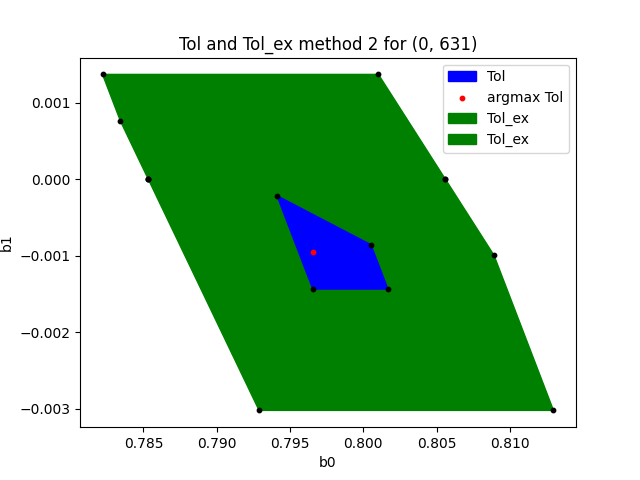 Tol and Tol_ex method 2 for (0, 631)
Tol
argmax Tol
Tol_ex
Tol_ex
0.001
0.000
−0.001
−0.002
−0.003
b1
0.785
0.790
0.795
0.800
0.805
0.810
b0